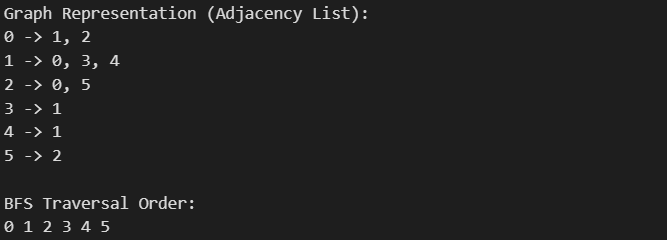 Graph Representation (Adjacency List):
0 -> 1, 2
1 -> 0, 3, 4
2 -> 0, 5
3 -> 1
4 -> 1
5 -> 2
BFS Traversal Order:
0 1 2 3 4 5